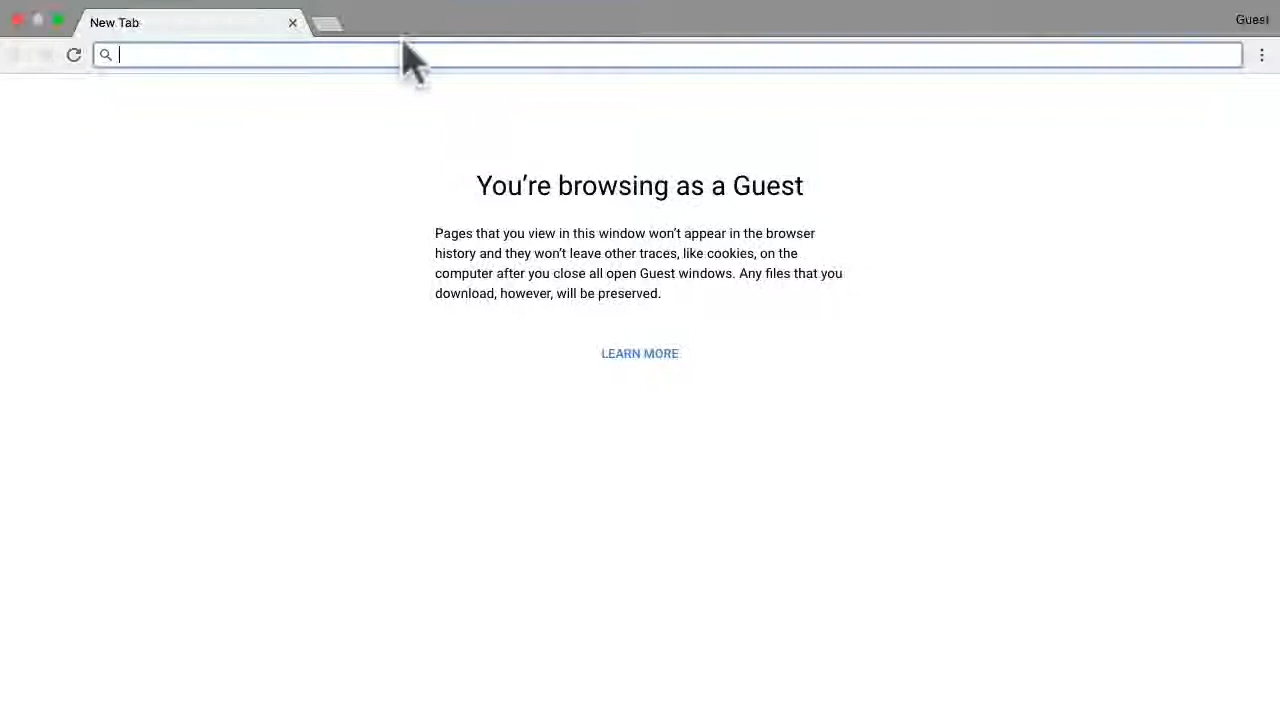 New Tab
Guest
You’re browsing as a Guest
Pages that you view in this window won’t appear in the browser
history and they won’t leave other traces, like cookies, on the
computer after you close all open Guest windows. Any files that you
download, however, will be preserved.
LEARN MORE